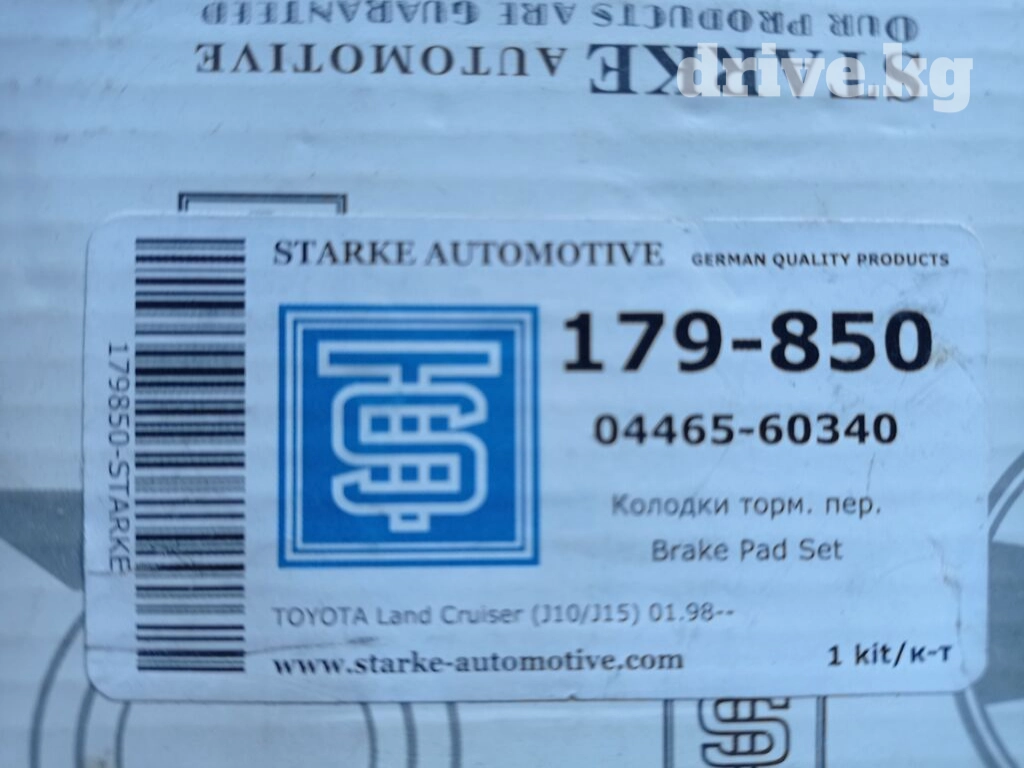 OUR PRODUCTS ARE GUARANTEED
STARKE AUTOMOTIVE
drive.kg
STARKE AUTOMOTIVE GERMAN QUALITY PRODUCTS
179-850
04465-60340
Колодки торм. пер.
Brake Pad Set
TOYOTA Land Cruiser (J10/J15) 01.98--
www.starke-automotive.com 1 kit/к-т
179850-STARKE